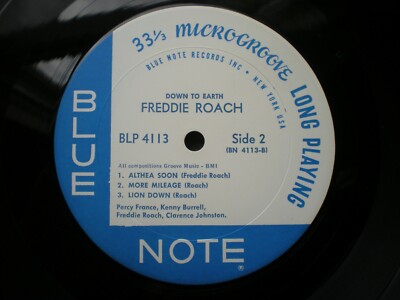 33⅓ MICROGROOVE LONG PLAYING
BLUE NOTE RECORDS INC • NEW YORK, USA
DOWN TO EARTH
FREDDIE ROACH
BLP 4113
Side 2
(BN 4113-B)
All compositions Groove Music - BMI
1. ALTHEA SOON (Freddie Roach)
2. MORE MILEAGE (Roach)
3. LION DOWN (Roach)
Percy France, Kenny Burrell,
Freddie Roach, Clarence Johnston.
BLUE
NOTE
®